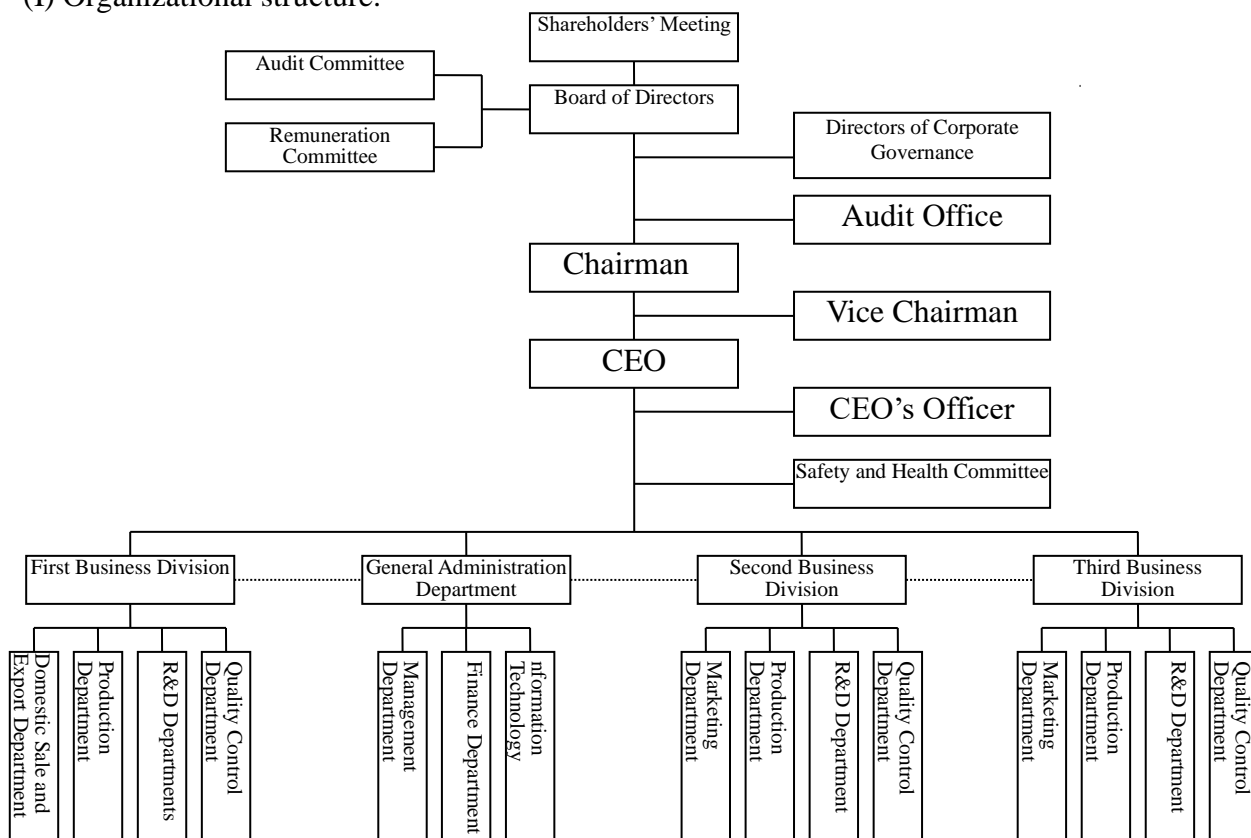 (I) Organizational structure:
Shareholders’ Meeting
Audit Committee
Board of Directors
Remuneration
Committee
Directors of Corporate
Governance
Audit Office
Chairman
Vice Chairman
CEO
CEO’s Officer
Safety and Health Committee
First Business Division
General Administration
Department
Second Business
Division
Third Business
Division
Domestic Sale and
Export Department
Production
Department
R&D Departments
Quality Control
Department
Management
Department
Finance Department
nformation
Technology
Marketing
Department
Production
Department
R&D Department
Quality Control
Department
Marketing
Department
Production
Department
R&D Department
Quality Control
Department